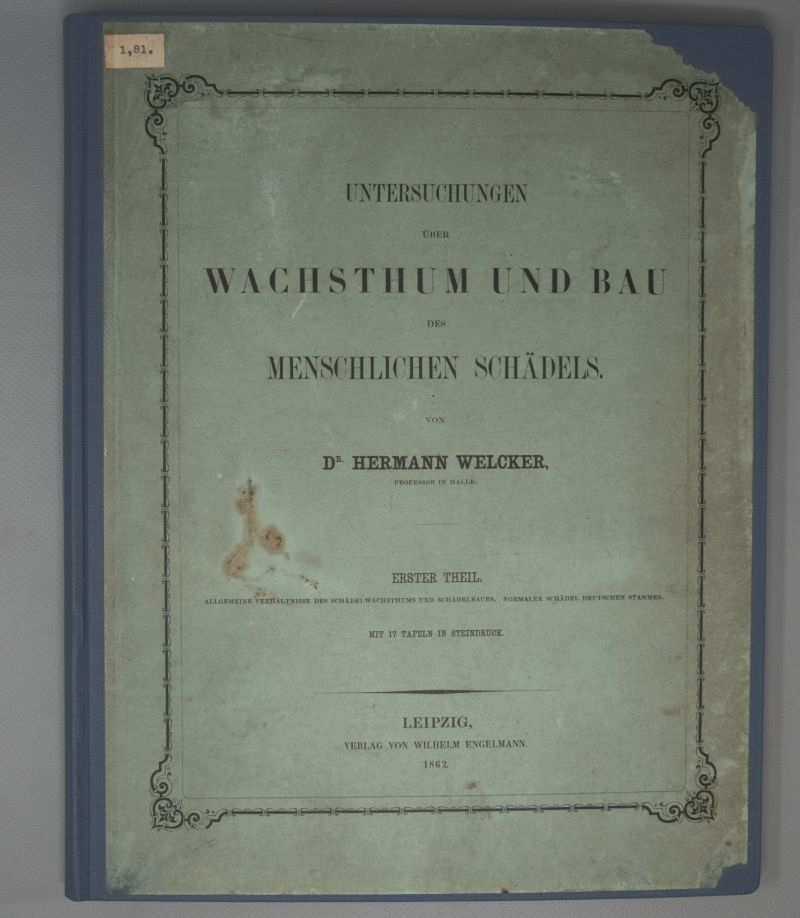 1,81.
UNTERSUCHUNGEN
ÜBER
WACHSTHUM UND BAU
DES
MENSCHLICHEN SCHÄDELS.
VON
DR. HERMANN WELCKER,
PROFESSOR IN HALLE.
ERSTER THEIL.
ALLGEMEINE VERHÄLTNISSE DES SCHÄDELWACHSTHUMS UND SCHÄDELBAUES. NORMALER SCHÄDEL DEUTSCHEN STAMMES.
MIT 17 TAFELN IN STEINDRUCK.
LEIPZIG,
VERLAG VON WILHELM ENGELMANN.
1862.